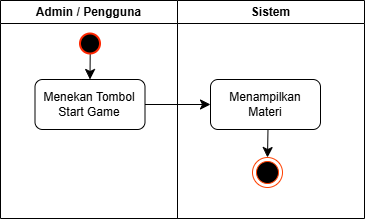 Admin / Pengguna
Sistem
Menekan Tombol
Start Game
Menampilkan
Materi